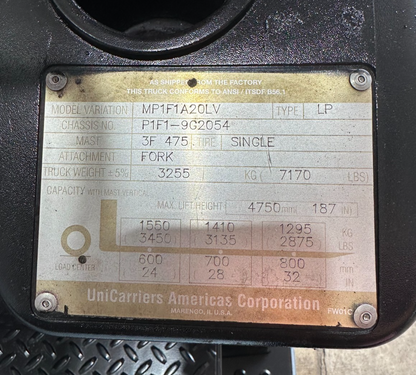 AS SHIPPED FROM THE FACTORY
THIS TRUCK CONFORMS TO ANSI / ITSDF B56.1
MODEL VARIATION MP1F1A20LV TYPE LP
CHASSIS NO. P1F1-9G2054
MAST 3F 475 TIRE SINGLE
ATTACHMENT FORK
TRUCK WEIGHT ±5% 3255 KG ( 7170 LBS)
CAPACITY WITH MAST VERTICAL
MAX. LIFT HEIGHT 4750 mm( 187 (IN)
1550 1410 1295 KG
3450 3135 2875 LBS
600 700 800 mm
LOAD CENTER 24 28 32 IN
UniCarriers Americas Corporation
MARENGO, IL U.S.A.